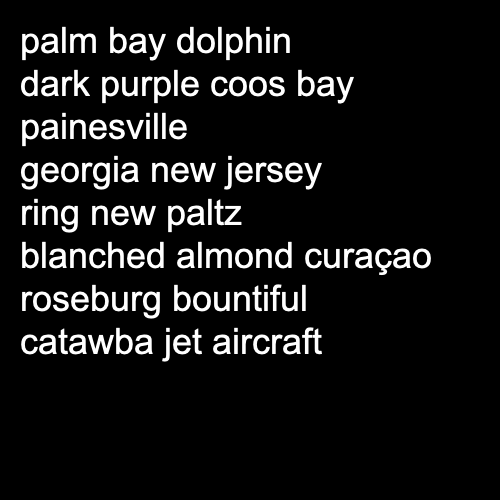 palm bay dolphin
dark purple coos bay
painesville
georgia new jersey
ring new paltz
blanched almond curaçao
roseburg bountiful
catawba jet aircraft